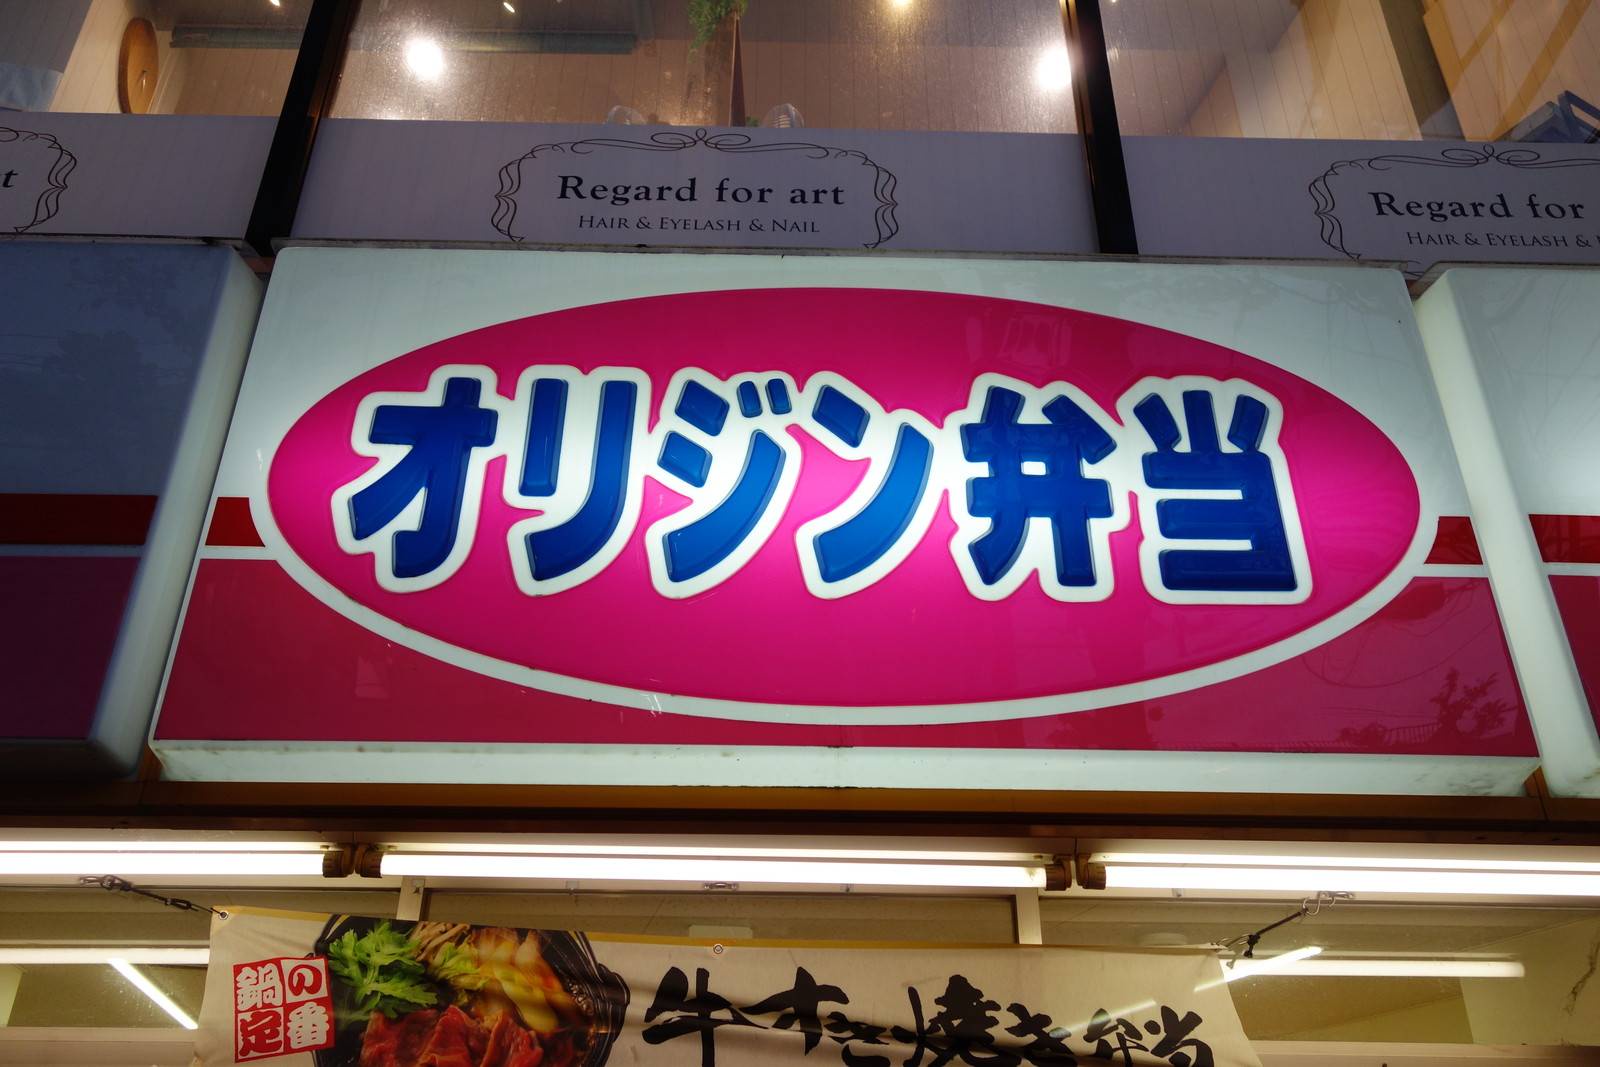 Regard for art
HAIR & EYELASH & NAIL
Regard for
HAIR & EYELASH &
オリジン弁当
鍋の定番
牛すき焼き弁当